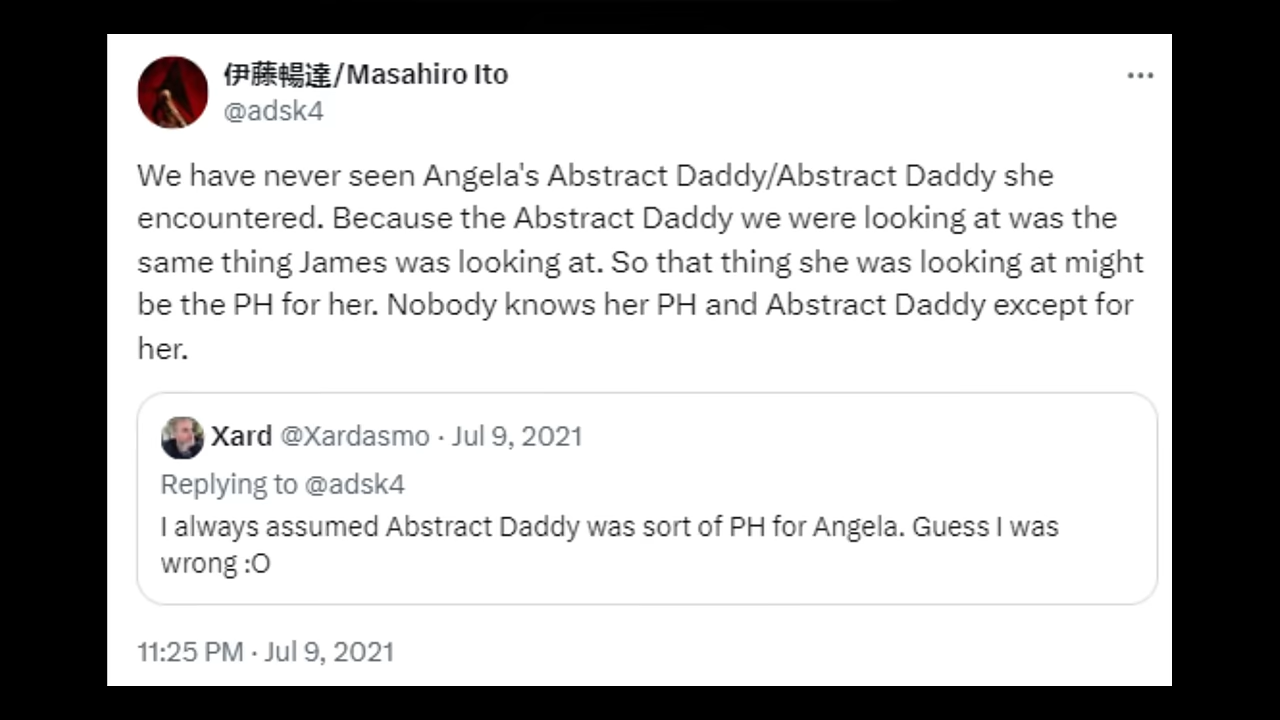 伊藤暢達/Masahiro Ito
@adsk4
We have never seen Angela's Abstract Daddy/Abstract Daddy she
encountered. Because the Abstract Daddy we were looking at was the
same thing James was looking at. So that thing she was looking at might
be the PH for her. Nobody knows her PH and Abstract Daddy except for
her.
Xard @Xardasmo · Jul 9, 2021
Replying to @adsk4
I always assumed Abstract Daddy was sort of PH for Angela. Guess I was
wrong :O
11:25 PM · Jul 9, 2021